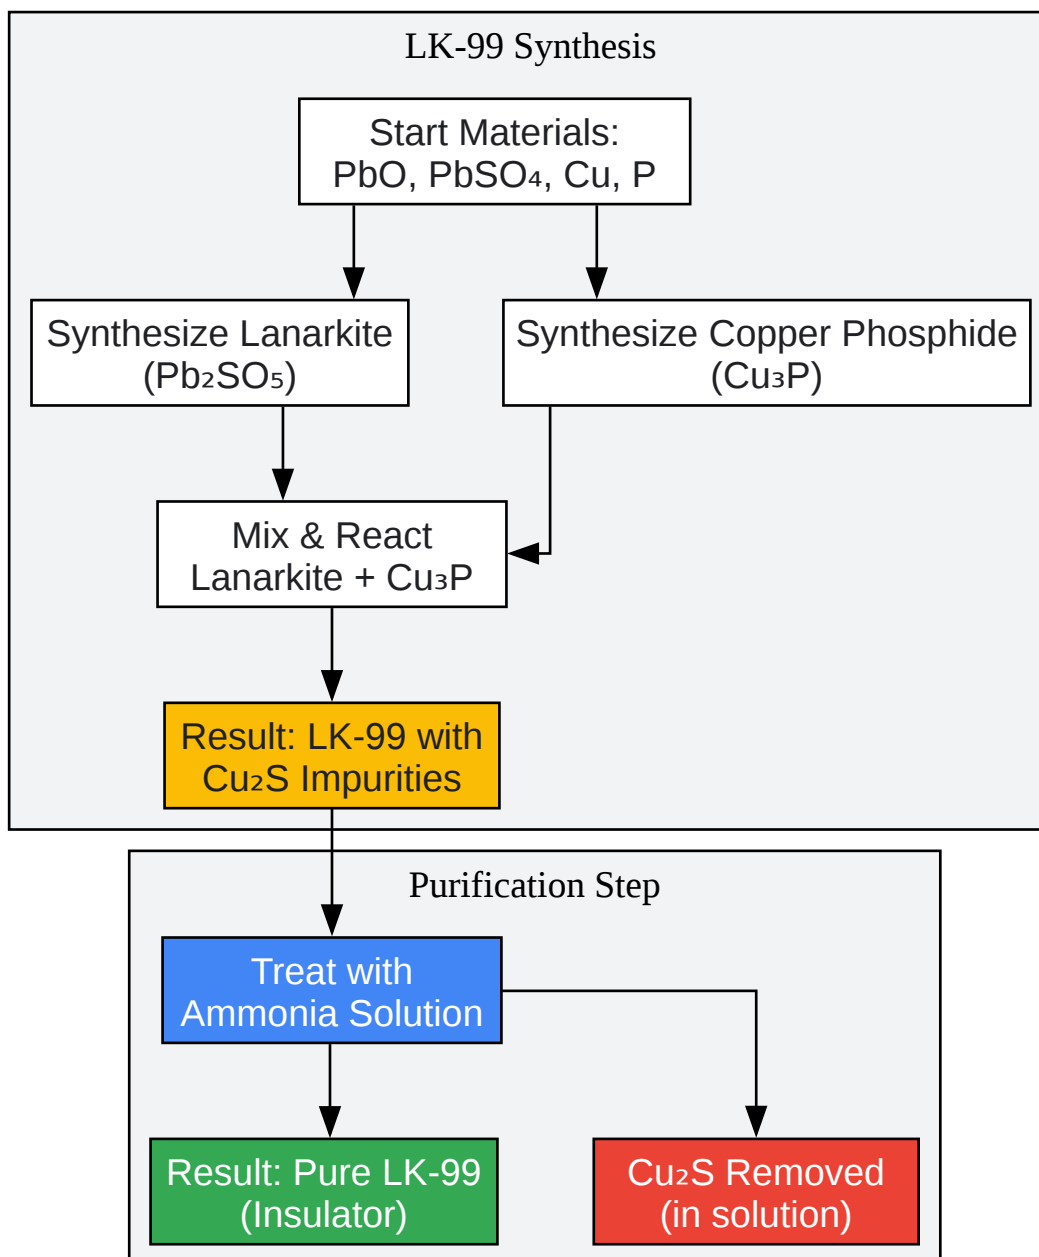 LK-99 Synthesis
Start Materials:
PbO, PbSO₄, Cu, P
Synthesize Lanarkite
(Pb₂SO₅)
Synthesize Copper Phosphide
(Cu₃P)
Mix & React
Lanarkite + Cu₃P
Result: LK-99 with
Cu₂S Impurities
Purification Step
Treat with
Ammonia Solution
Result: Pure LK-99
(Insulator)
Cu₂S Removed
(in solution)